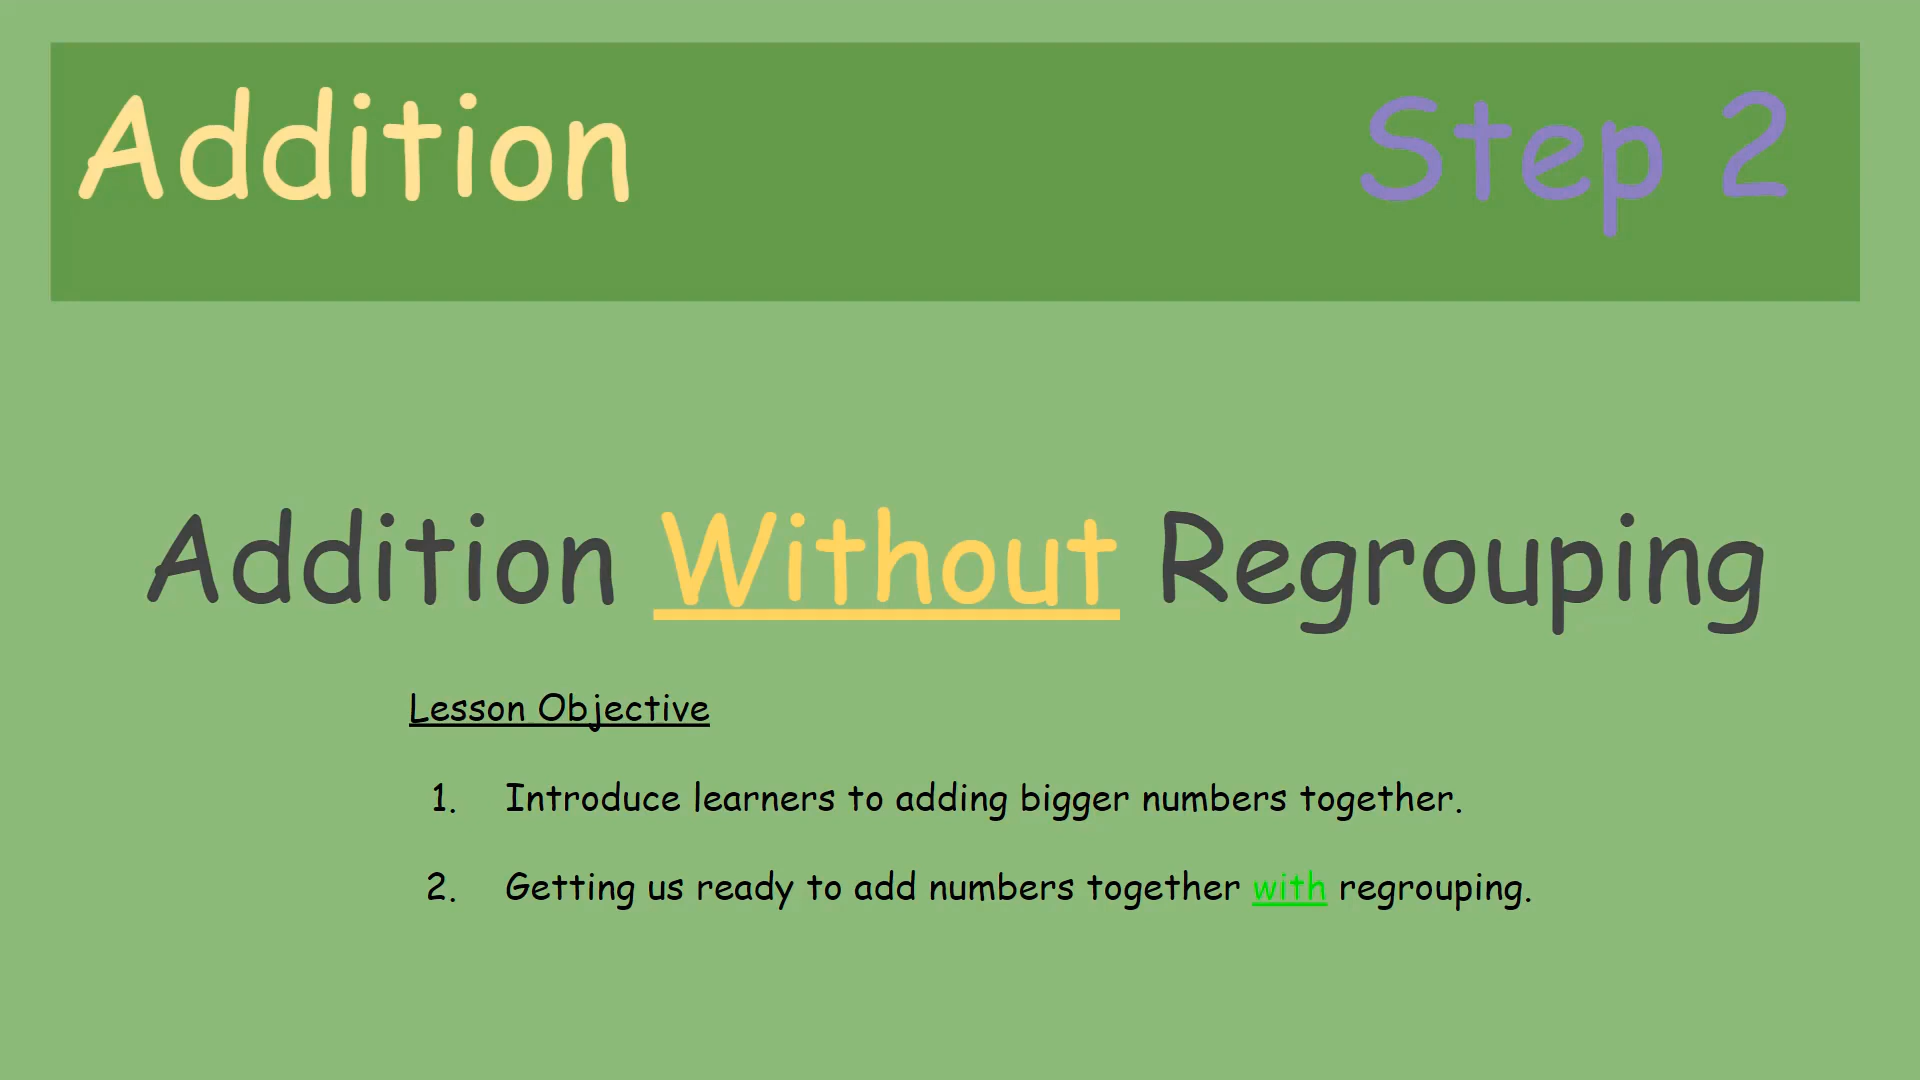 Addition Step 2
Addition Without Regrouping
Lesson Objective
1. Introduce learners to adding bigger numbers together.
2. Getting us ready to add numbers together with regrouping.